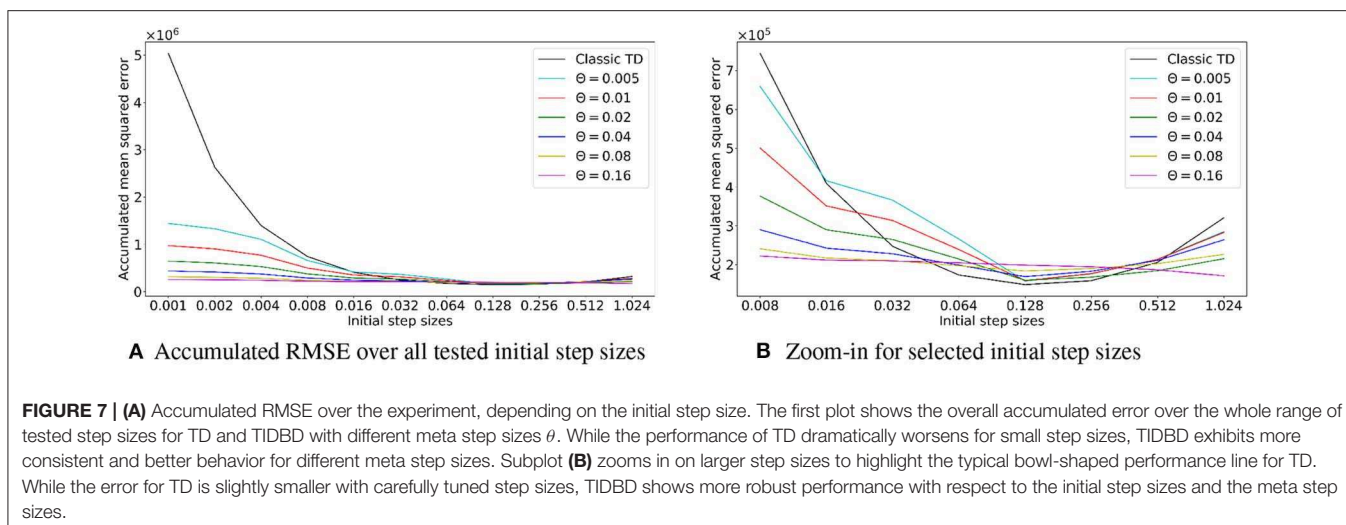 ×10⁶
5
4
3
2
1
0
Accumulated mean squared error
Classic TD
Θ = 0.005
Θ = 0.01
Θ = 0.02
Θ = 0.04
Θ = 0.08
Θ = 0.16
0.001 0.002 0.004 0.008 0.016 0.032 0.064 0.128 0.256 0.512 1.024
Initial step sizes
A Accumulated RMSE over all tested initial step sizes
×10⁵
7
6
5
4
3
2
Accumulated mean squared error
Classic TD
Θ = 0.005
Θ = 0.01
Θ = 0.02
Θ = 0.04
Θ = 0.08
Θ = 0.16
0.008 0.016 0.032 0.064 0.128 0.256 0.512 1.024
Initial step sizes
B Zoom-in for selected initial step sizes
FIGURE 7 | (A) Accumulated RMSE over the experiment, depending on the initial step size. The first plot shows the overall accumulated error over the whole range of
tested step sizes for TD and TIDBD with different meta step sizes θ. While the performance of TD dramatically worsens for small step sizes, TIDBD exhibits more
consistent and better behavior for different meta step sizes. Subplot (B) zooms in on larger step sizes to highlight the typical bowl-shaped performance line for TD.
While the error for TD is slightly smaller with carefully tuned step sizes, TIDBD shows more robust performance with respect to the initial step sizes and the meta step
sizes.